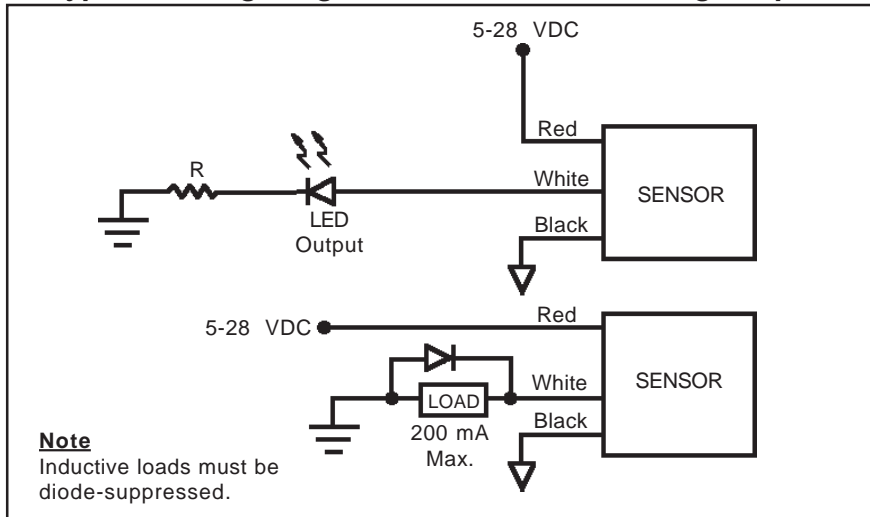 5-28 VDC
Red
R
White
SENSOR
LED
Output
Black
5-28 VDC
Red
White
SENSOR
LOAD
200 mA
Max.
Black
Note
Inductive loads must be
diode-suppressed.